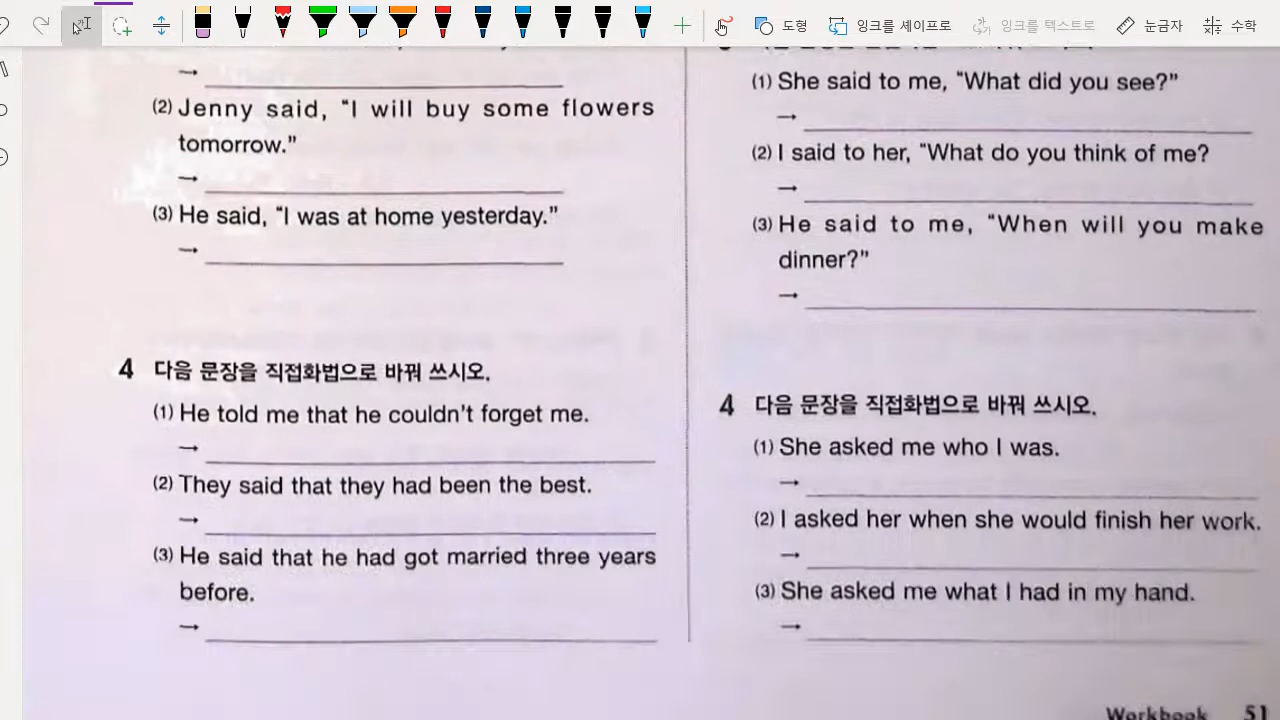 도형
잉크를 셰이프로
잉크를 텍스트로
눈금자
수학
→
(2) Jenny said, “I will buy some flowers
tomorrow.”
→
(3) He said, “I was at home yesterday.”
→
4 다음 문장을 직접화법으로 바꿔 쓰시오.
(1) He told me that he couldn’t forget me.
→
(2) They said that they had been the best.
→
(3) He said that he had got married three years
before.
→
(1) She said to me, “What did you see?”
→
(2) I said to her, “What do you think of me?
→
(3) He said to me, “When will you make
dinner?”
→
4 다음 문장을 직접화법으로 바꿔 쓰시오.
(1) She asked me who I was.
→
(2) I asked her when she would finish her work.
→
(3) She asked me what I had in my hand.
→
Workbook 51